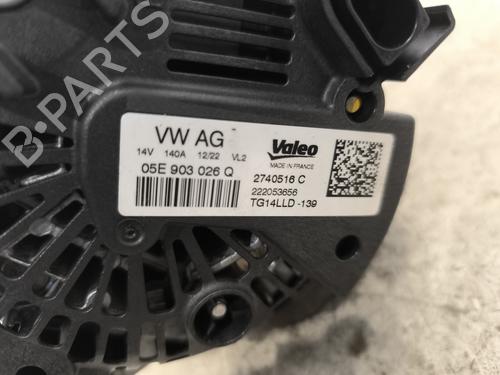 VW AG
14V 140A 12/22 VL2
05E 903 026 Q
Valeo
MADE IN FRANCE
2740516 C
222053656
TG14LLD -139
B-PARTS